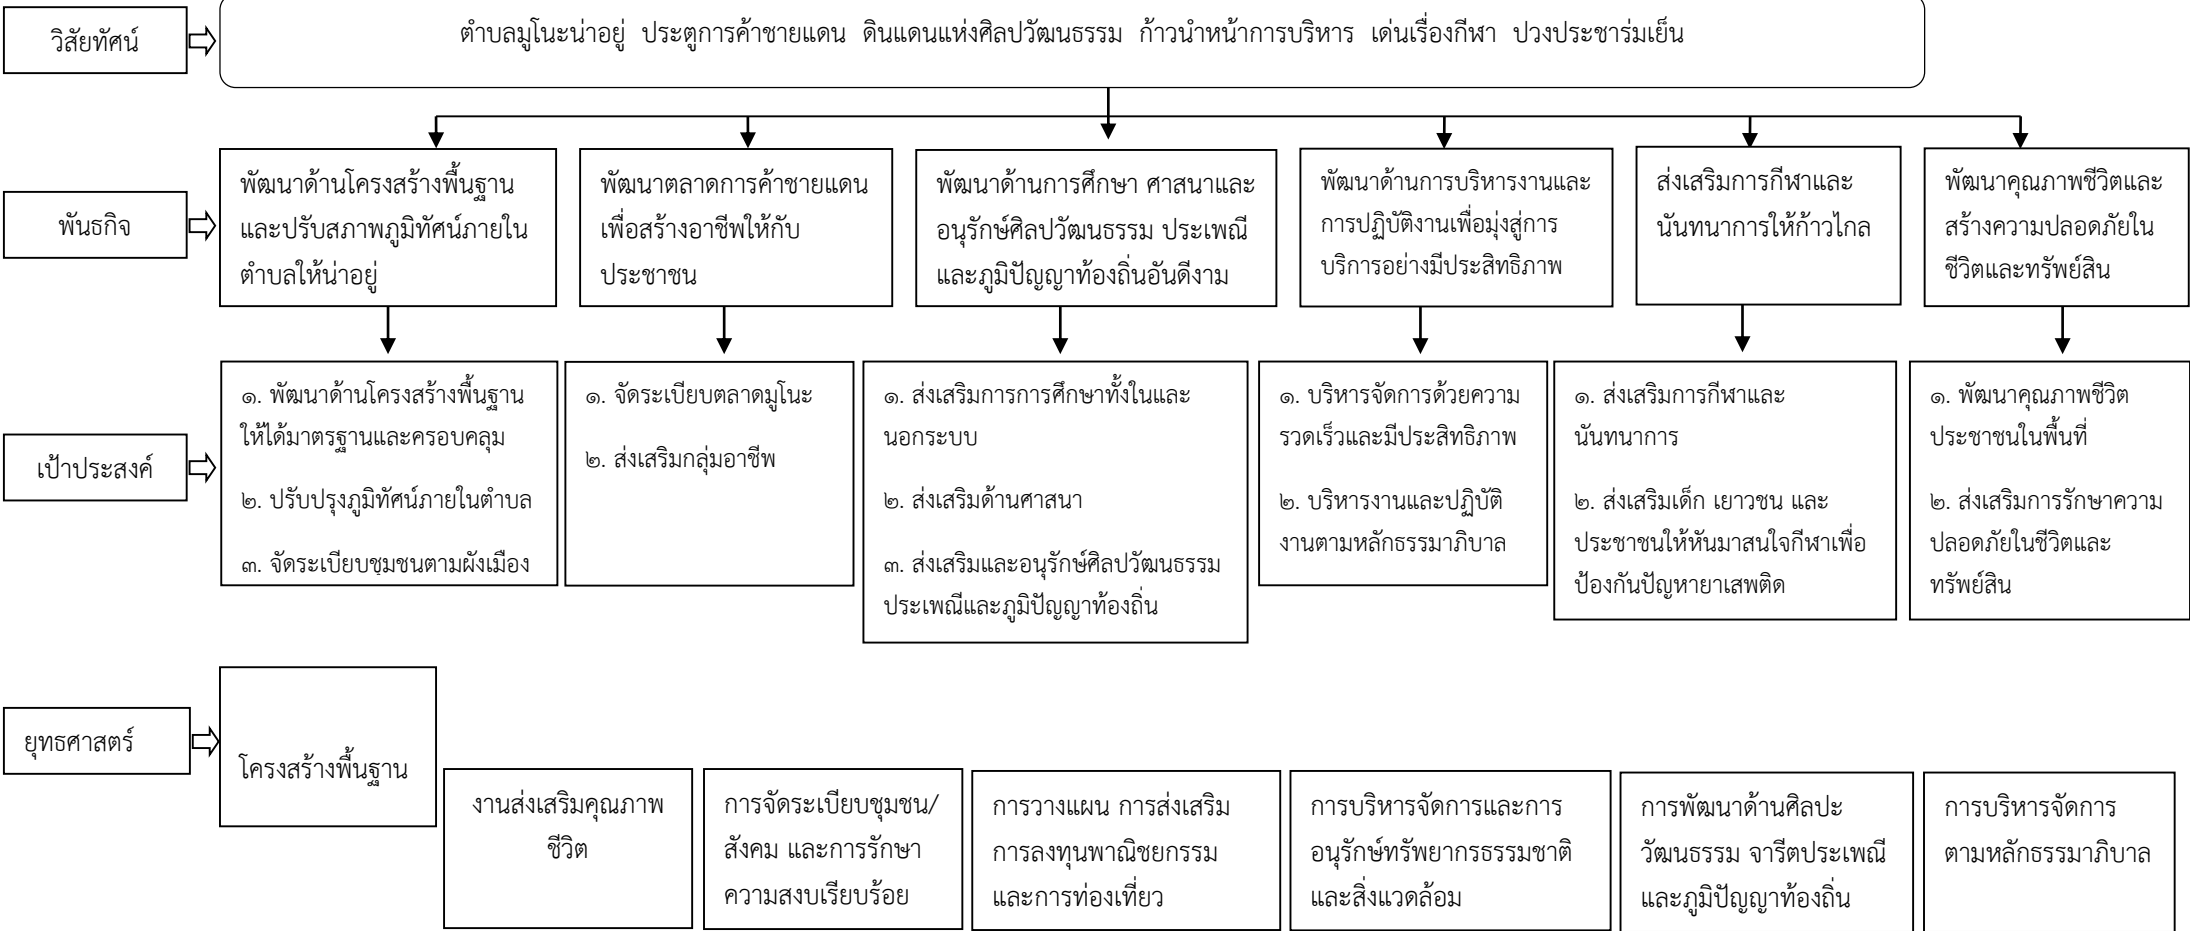 วิสัยทัศน์
ตำบลมูโนะน่าอยู่ ประตูการค้าชายแดน ดินแดนแห่งศิลปวัฒนธรรม ก้าวนำหน้าการบริหาร เด่นเรื่องกีฬา ปวงประชาร่มเย็น
พันธกิจ
พัฒนาด้านโครงสร้างพื้นฐาน
และปรับสภาพภูมิทัศน์ภายใน
ตำบลให้น่าอยู่
พัฒนาตลาดการค้าชายแดน
เพื่อสร้างอาชีพให้กับ
ประชาชน
พัฒนาด้านการศึกษา ศาสนาและ
อนุรักษ์ศิลปวัฒนธรรม ประเพณี
และภูมิปัญญาท้องถิ่นอันดีงาม
พัฒนาด้านการบริหารงานและ
การปฏิบัติงานเพื่อมุ่งสู่การ
บริการอย่างมีประสิทธิภาพ
ส่งเสริมการกีฬาและ
นันทนาการให้ก้าวไกล
พัฒนาคุณภาพชีวิตและ
สร้างความปลอดภัยใน
ชีวิตและทรัพย์สิน
เป้าประสงค์
๑. พัฒนาด้านโครงสร้างพื้นฐาน
ให้ได้มาตรฐานและครอบคลุม
๒. ปรับปรุงภูมิทัศน์ภายในตำบล
๓. จัดระเบียบชุมชนตามผังเมือง
๑. จัดระเบียบตลาดมูโนะ
๒. ส่งเสริมกลุ่มอาชีพ
๑. ส่งเสริมการการศึกษาทั้งในและ
นอกระบบ
๒. ส่งเสริมด้านศาสนา
๓. ส่งเสริมและอนุรักษ์ศิลปวัฒนธรรม
ประเพณีและภูมิปัญญาท้องถิ่น
๑. บริหารจัดการด้วยความ
รวดเร็วและมีประสิทธิภาพ
๒. บริหารงานและปฏิบัติ
งานตามหลักธรรมาภิบาล
๑. ส่งเสริมการกีฬาและ
นันทนาการ
๒. ส่งเสริมเด็ก เยาวชน และ
ประชาชนให้หันมาสนใจกีฬาเพื่อ
ป้องกันปัญหายาเสพติด
๑. พัฒนาคุณภาพชีวิต
ประชาชนในพื้นที่
๒. ส่งเสริมการรักษาความ
ปลอดภัยในชีวิตและ
ทรัพย์สิน
ยุทธศาสตร์
โครงสร้างพื้นฐาน
งานส่งเสริมคุณภาพ
ชีวิต
การจัดระเบียบชุมชน/
สังคม และการรักษา
ความสงบเรียบร้อย
การวางแผน การส่งเสริม
การลงทุนพาณิชยกรรม
และการท่องเที่ยว
การบริหารจัดการและการ
อนุรักษ์ทรัพยากรธรรมชาติ
และสิ่งแวดล้อม
การพัฒนาด้านศิลปะ
วัฒนธรรม จารีตประเพณี
และภูมิปัญญาท้องถิ่น
การบริหารจัดการ
ตามหลักธรรมาภิบาล